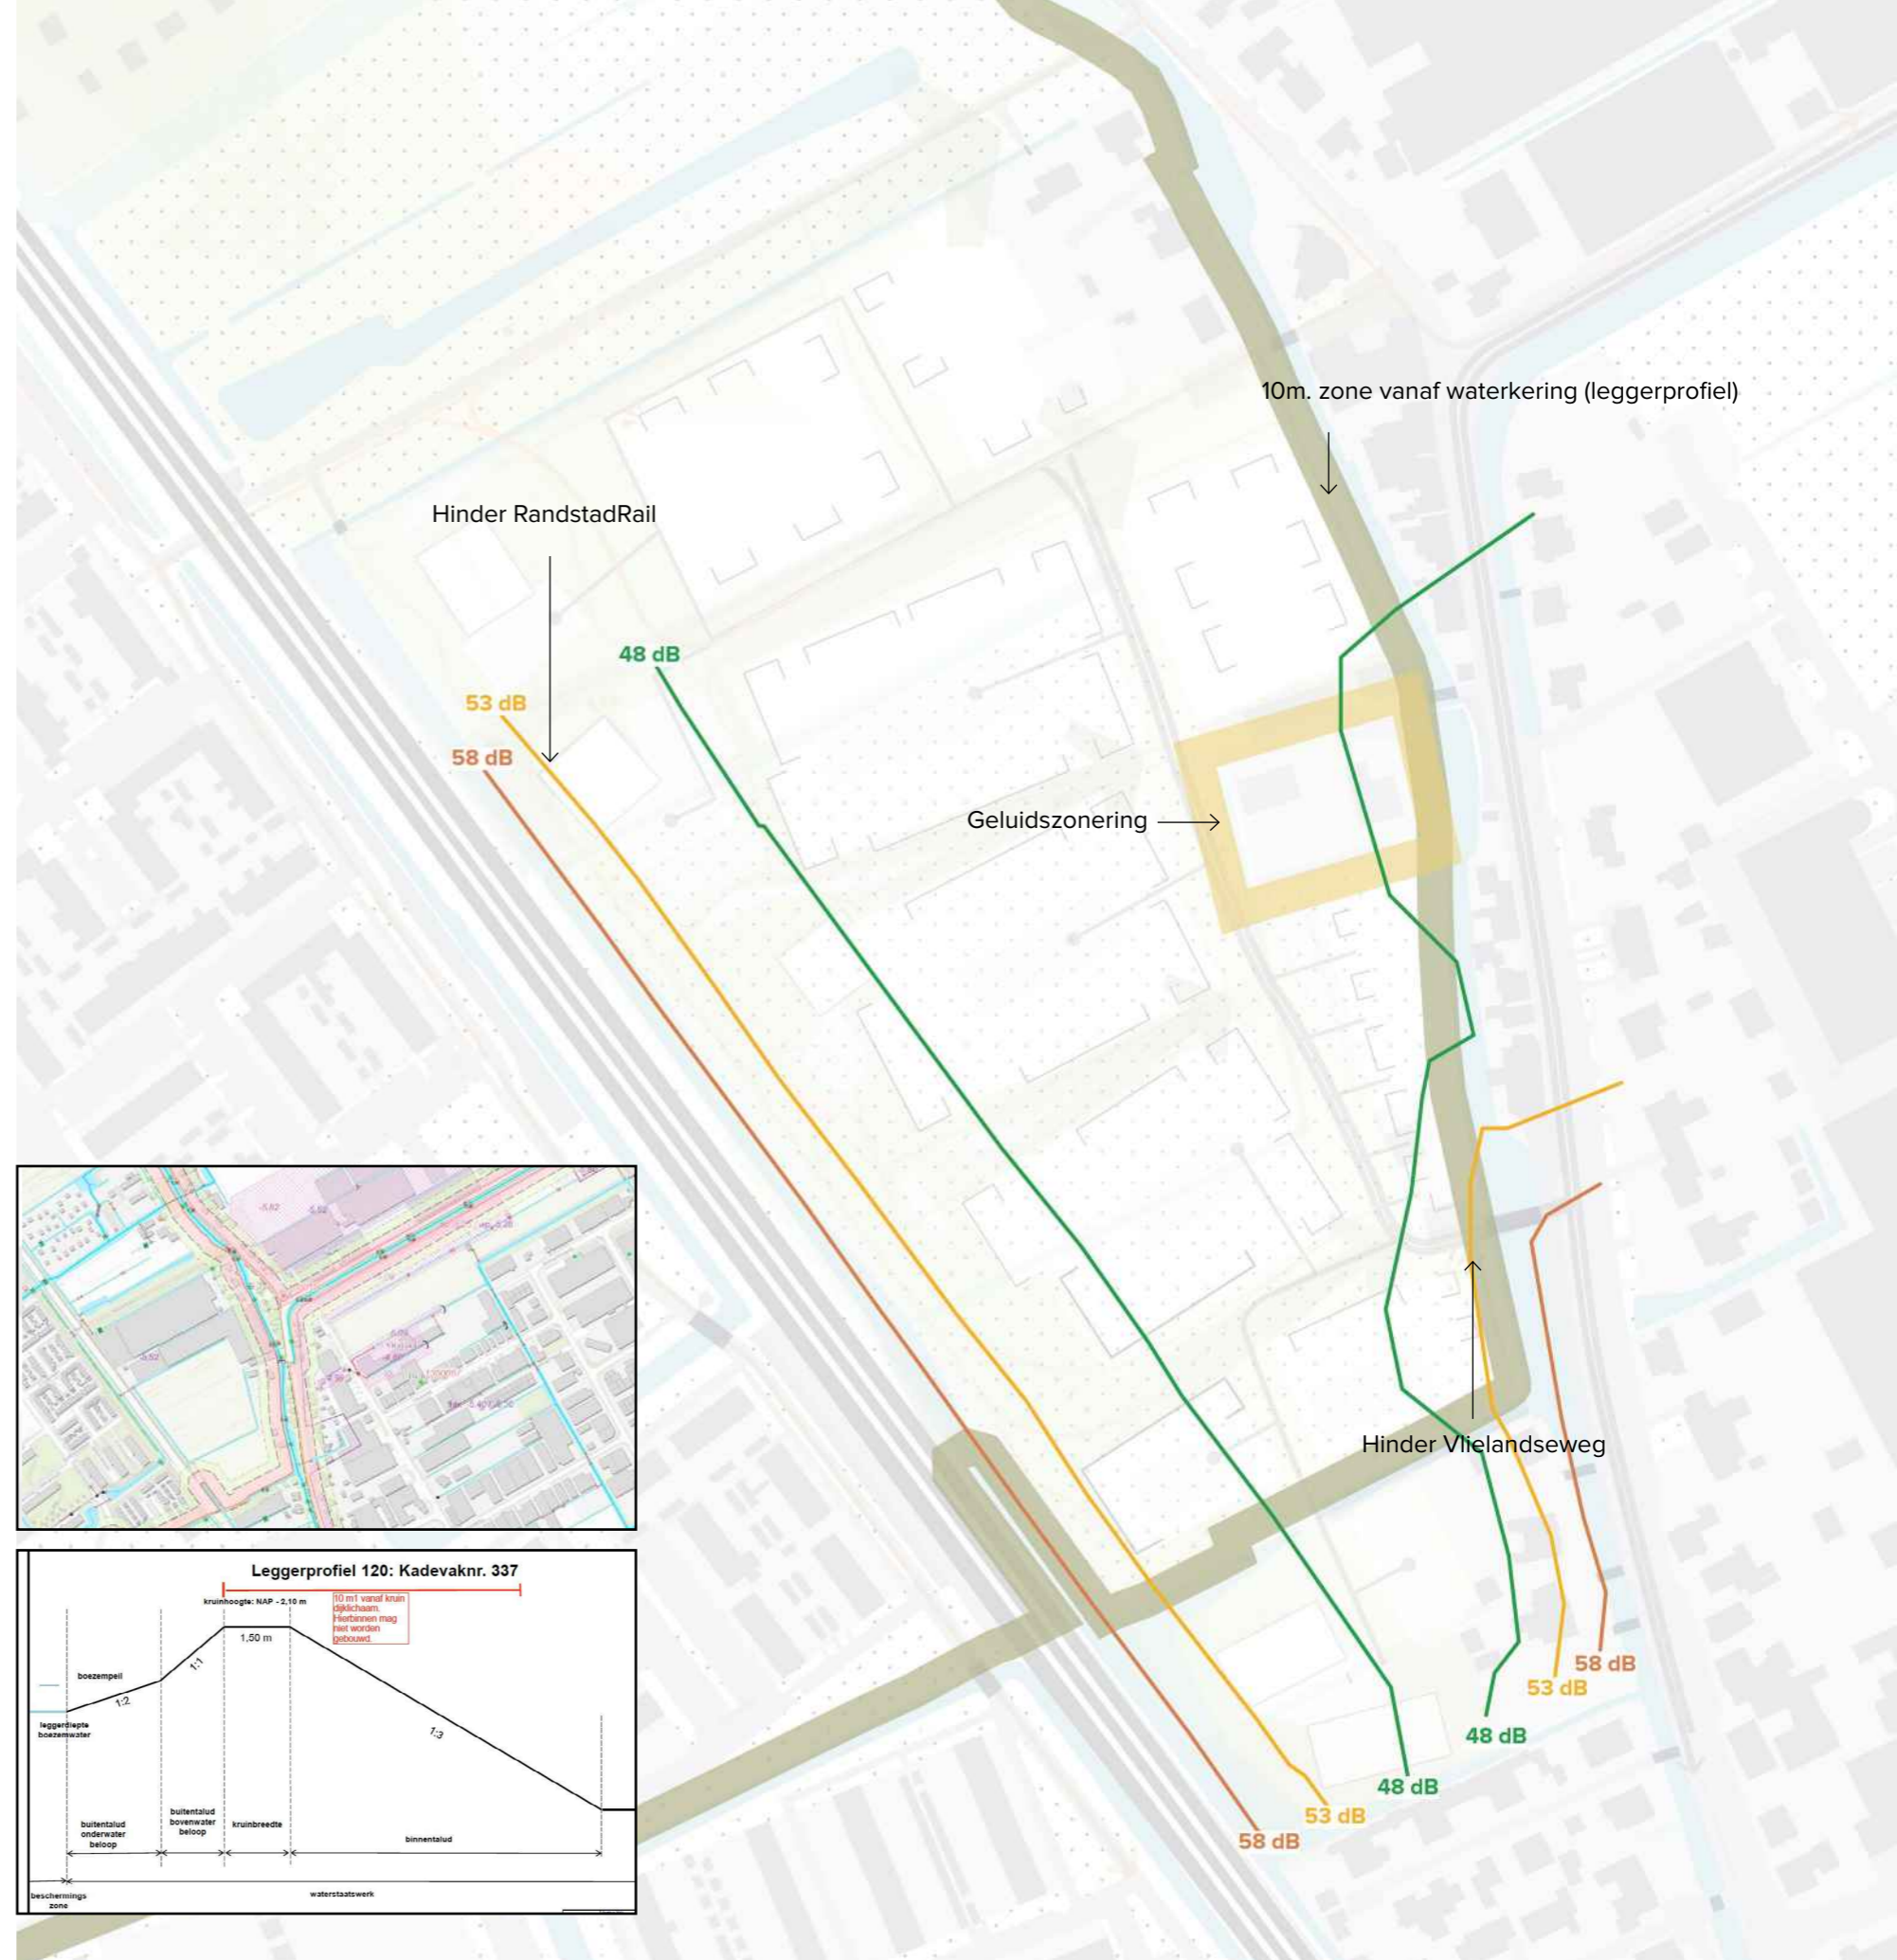 10m. zone vanaf waterkering (leggerprofiel)
Hinder RandstadRail
48 dB
53 dB
58 dB
Geluidszonering
Hinder Vlielandseweg
58 dB
53 dB
48 dB
48 dB
53 dB
58 dB
-5,52
Leggerprofiel 120: Kadevaknr. 337
kruinhoogte: NAP - 2,10 m
10 m1 vanaf kruin
dijklichaam.
Hierbinnen mag
niet worden
gebouwd.
1,50 m
1:1
boezempeil
1:2
leggerdiepte
boezemwater
1:3
buitentalud
onderwater
beloop
buitentalud
bovenwater
beloop
kruinbreedte
binnentalud
beschermings
zone
waterstaatswerk